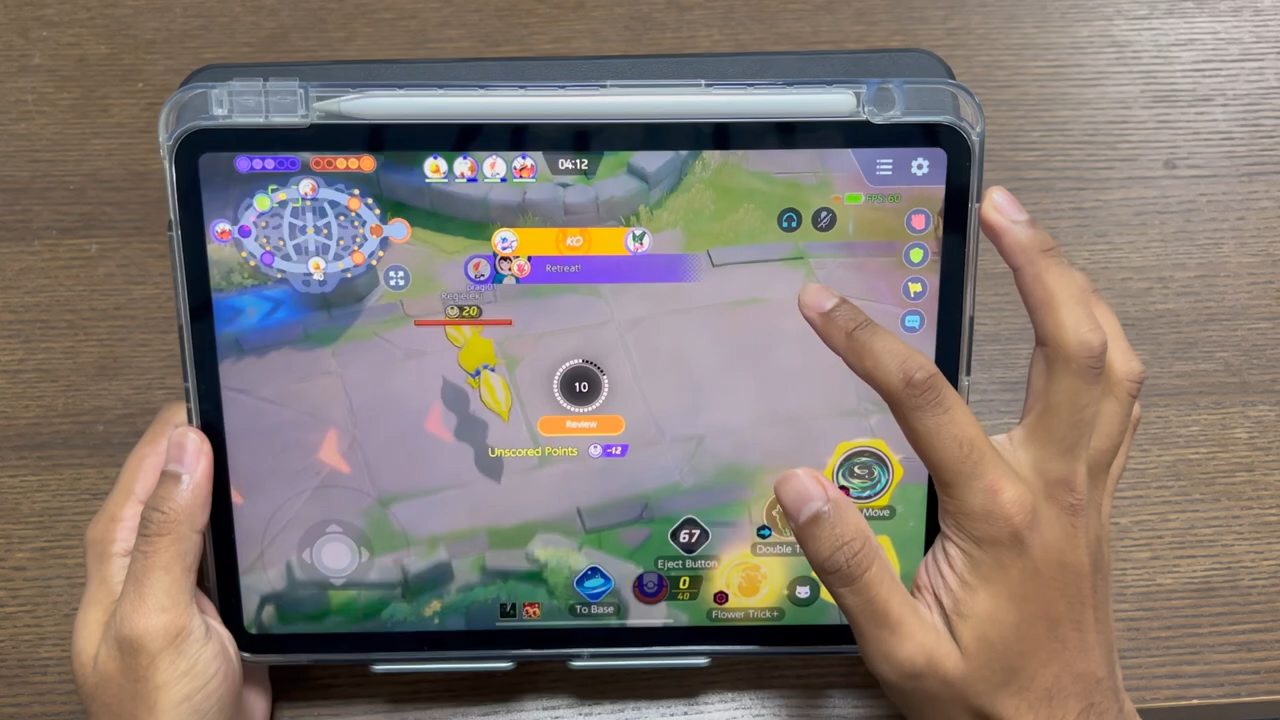 04:12
FPS: 60
KO
Retreat!
pragi01
Regieleki
20
10
Review
Unscored Points -12
Move
67
Double T
Eject Button
0
40
To Base
Flower Trick+